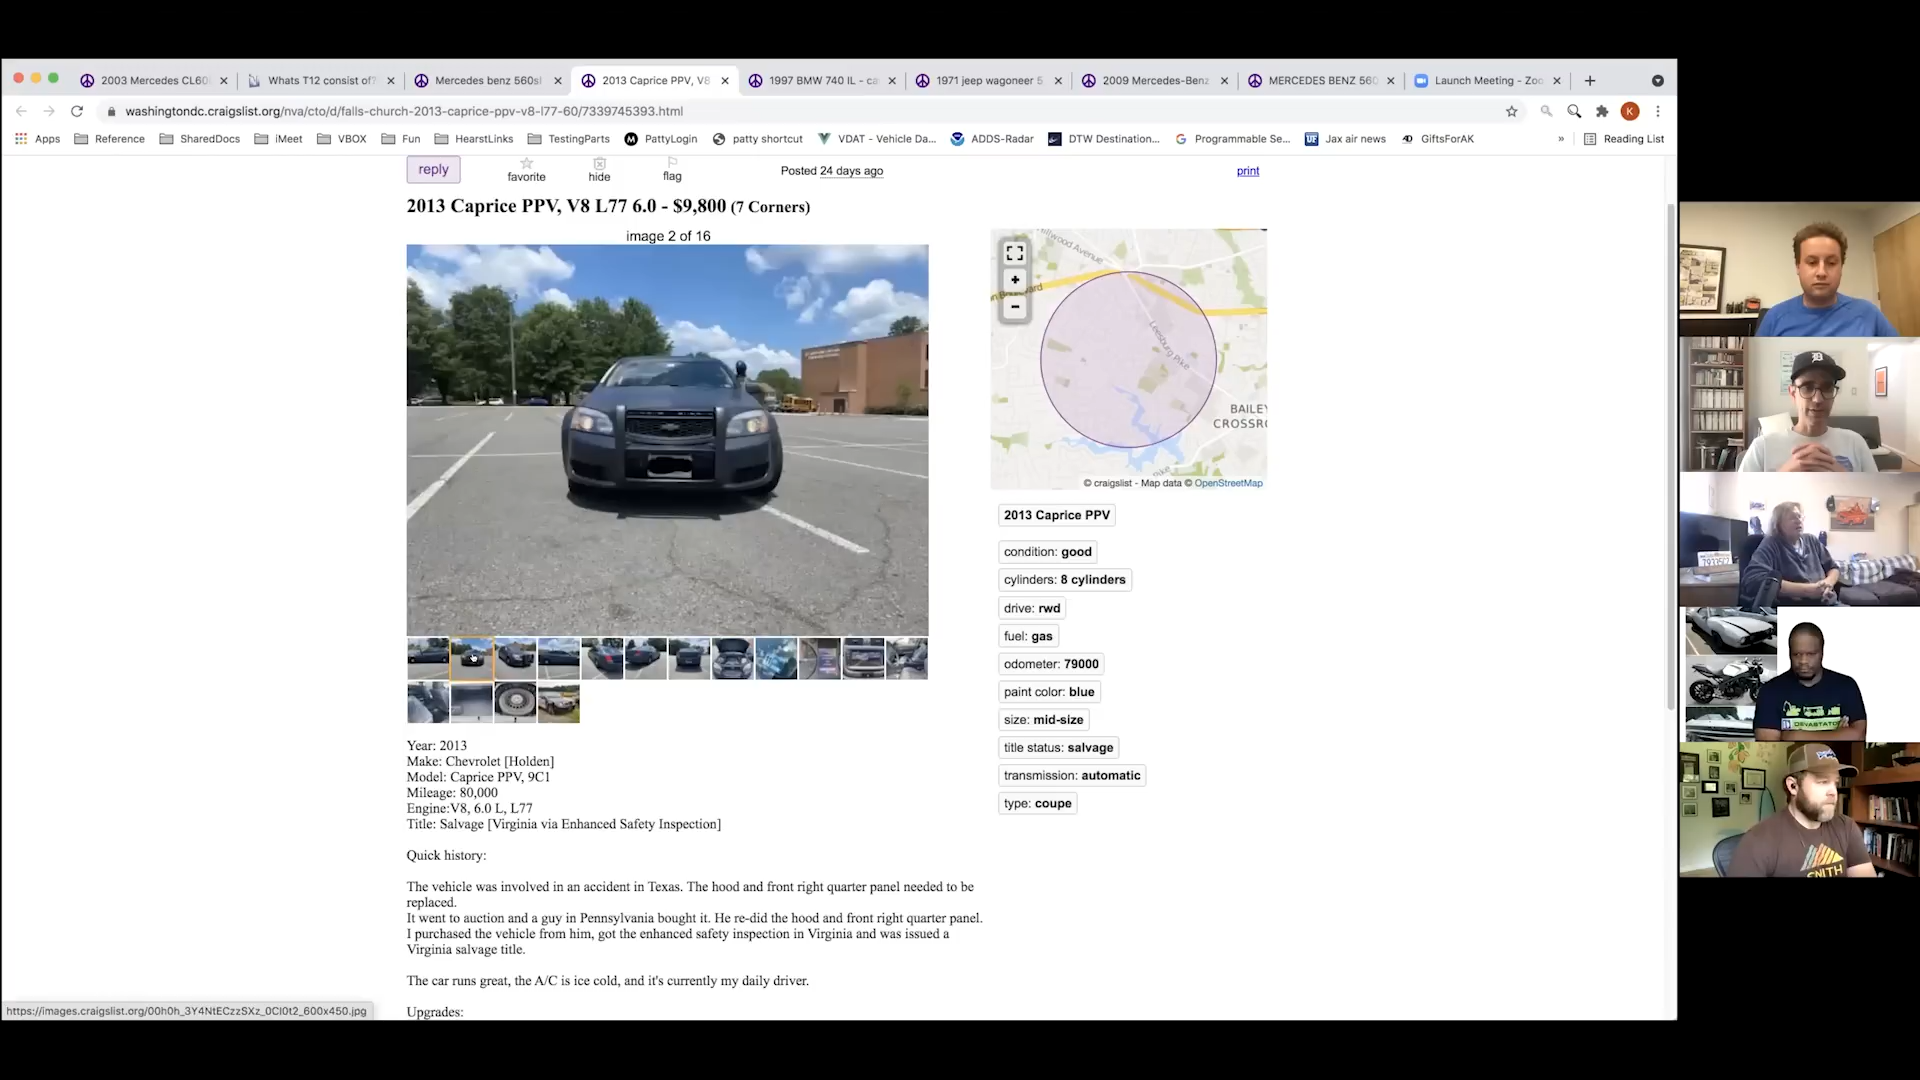 2003 Mercedes CL60
Whats T12 consist of?
Mercedes benz 560sl
2013 Caprice PPV, V8
1997 BMW 740 IL - ca
1971 jeep wagoneer 5
2009 Mercedes-Benz
MERCEDES BENZ 560
Launch Meeting - Zoo
washingtondc.craigslist.org/nva/cto/d/falls-church-2013-caprice-ppv-v8-l77-60/7339745393.html
K
Apps
Reference
SharedDocs
iMeet
VBOX
Fun
HearstLinks
TestingParts
PattyLogin
patty shortcut
VDAT - Vehicle Da...
ADDS-Radar
DTW Destination...
Programmable Se...
Jax air news
GiftsForAK
»
Reading List
reply
favorite
hide
flag
Posted 24 days ago
print
2013 Caprice PPV, V8 L77 6.0 - $9,800 (7 Corners)
image 2 of 16
Hillwood Avenue
Leesburg Pike
BAILEY
CROSSRO
© craigslist - Map data © OpenStreetMap
2013 Caprice PPV
condition: good
cylinders: 8 cylinders
drive: rwd
fuel: gas
odometer: 79000
paint color: blue
size: mid-size
title status: salvage
transmission: automatic
type: coupe
Year: 2013
Make: Chevrolet [Holden]
Model: Caprice PPV, 9C1
Mileage: 80,000
Engine:V8, 6.0 L, L77
Title: Salvage [Virginia via Enhanced Safety Inspection]
Quick history:
The vehicle was involved in an accident in Texas. The hood and front right quarter panel needed to be
replaced.
It went to auction and a guy in Pennsylvania bought it. He re-did the hood and front right quarter panel.
I purchased the vehicle from him, got the enhanced safety inspection in Virginia and was issued a
Virginia salvage title.
The car runs great, the A/C is ice cold, and it's currently my daily driver.
Upgrades:
https://images.craigslist.org/00h0h_3Y4NtECzzSXz_0CI0t2_600x450.jpg
DEVASTATO
SMITH